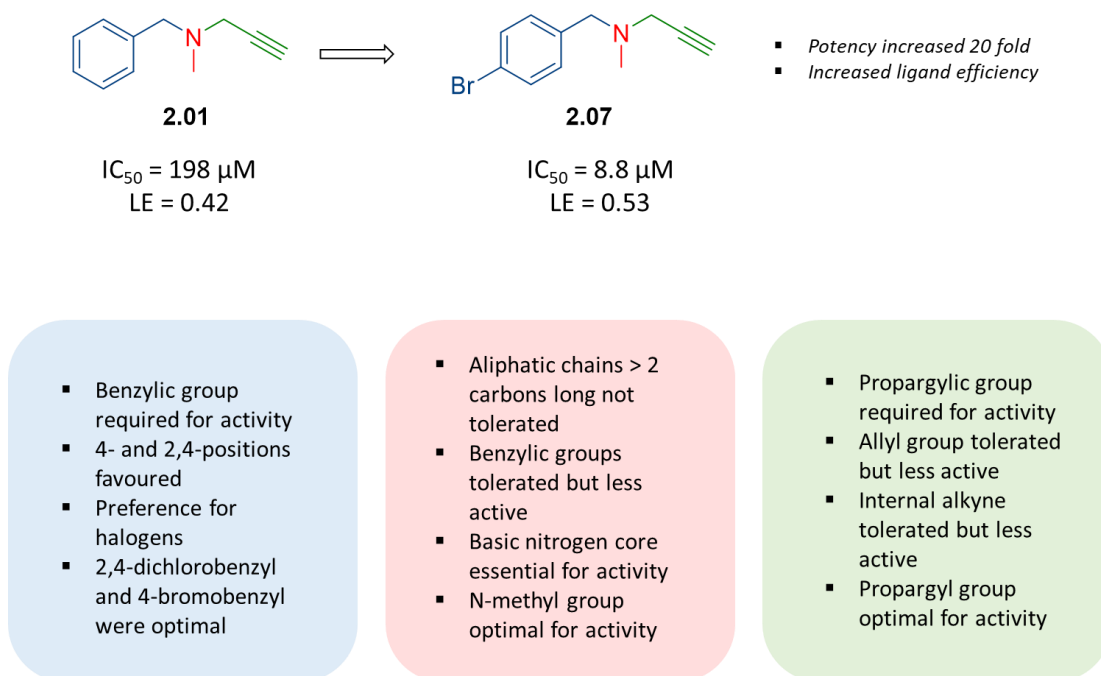 N
N
Br
▪ Potency increased 20 fold
▪ Increased ligand efficiency
2.01
2.07
IC50 = 198 µM
LE = 0.42
IC50 = 8.8 µM
LE = 0.53
▪ Benzylic group
required for activity
▪ 4- and 2,4-positions
favoured
▪ Preference for
halogens
▪ 2,4-dichlorobenzyl
and 4-bromobenzyl
were optimal
▪ Aliphatic chains > 2
carbons long not
tolerated
▪ Benzylic groups
tolerated but less
active
▪ Basic nitrogen core
essential for activity
▪ N-methyl group
optimal for activity
▪ Propargylic group
required for activity
▪ Allyl group tolerated
but less active
▪ Internal alkyne
tolerated but less
active
▪ Propargyl group
optimal for activity